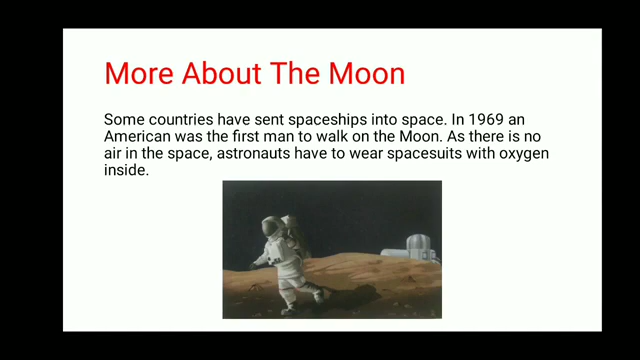 More About The Moon
Some countries have sent spaceships into space. In 1969 an
American was the first man to walk on the Moon. As there is no
air in the space, astronauts have to wear spacesuits with oxygen
inside.